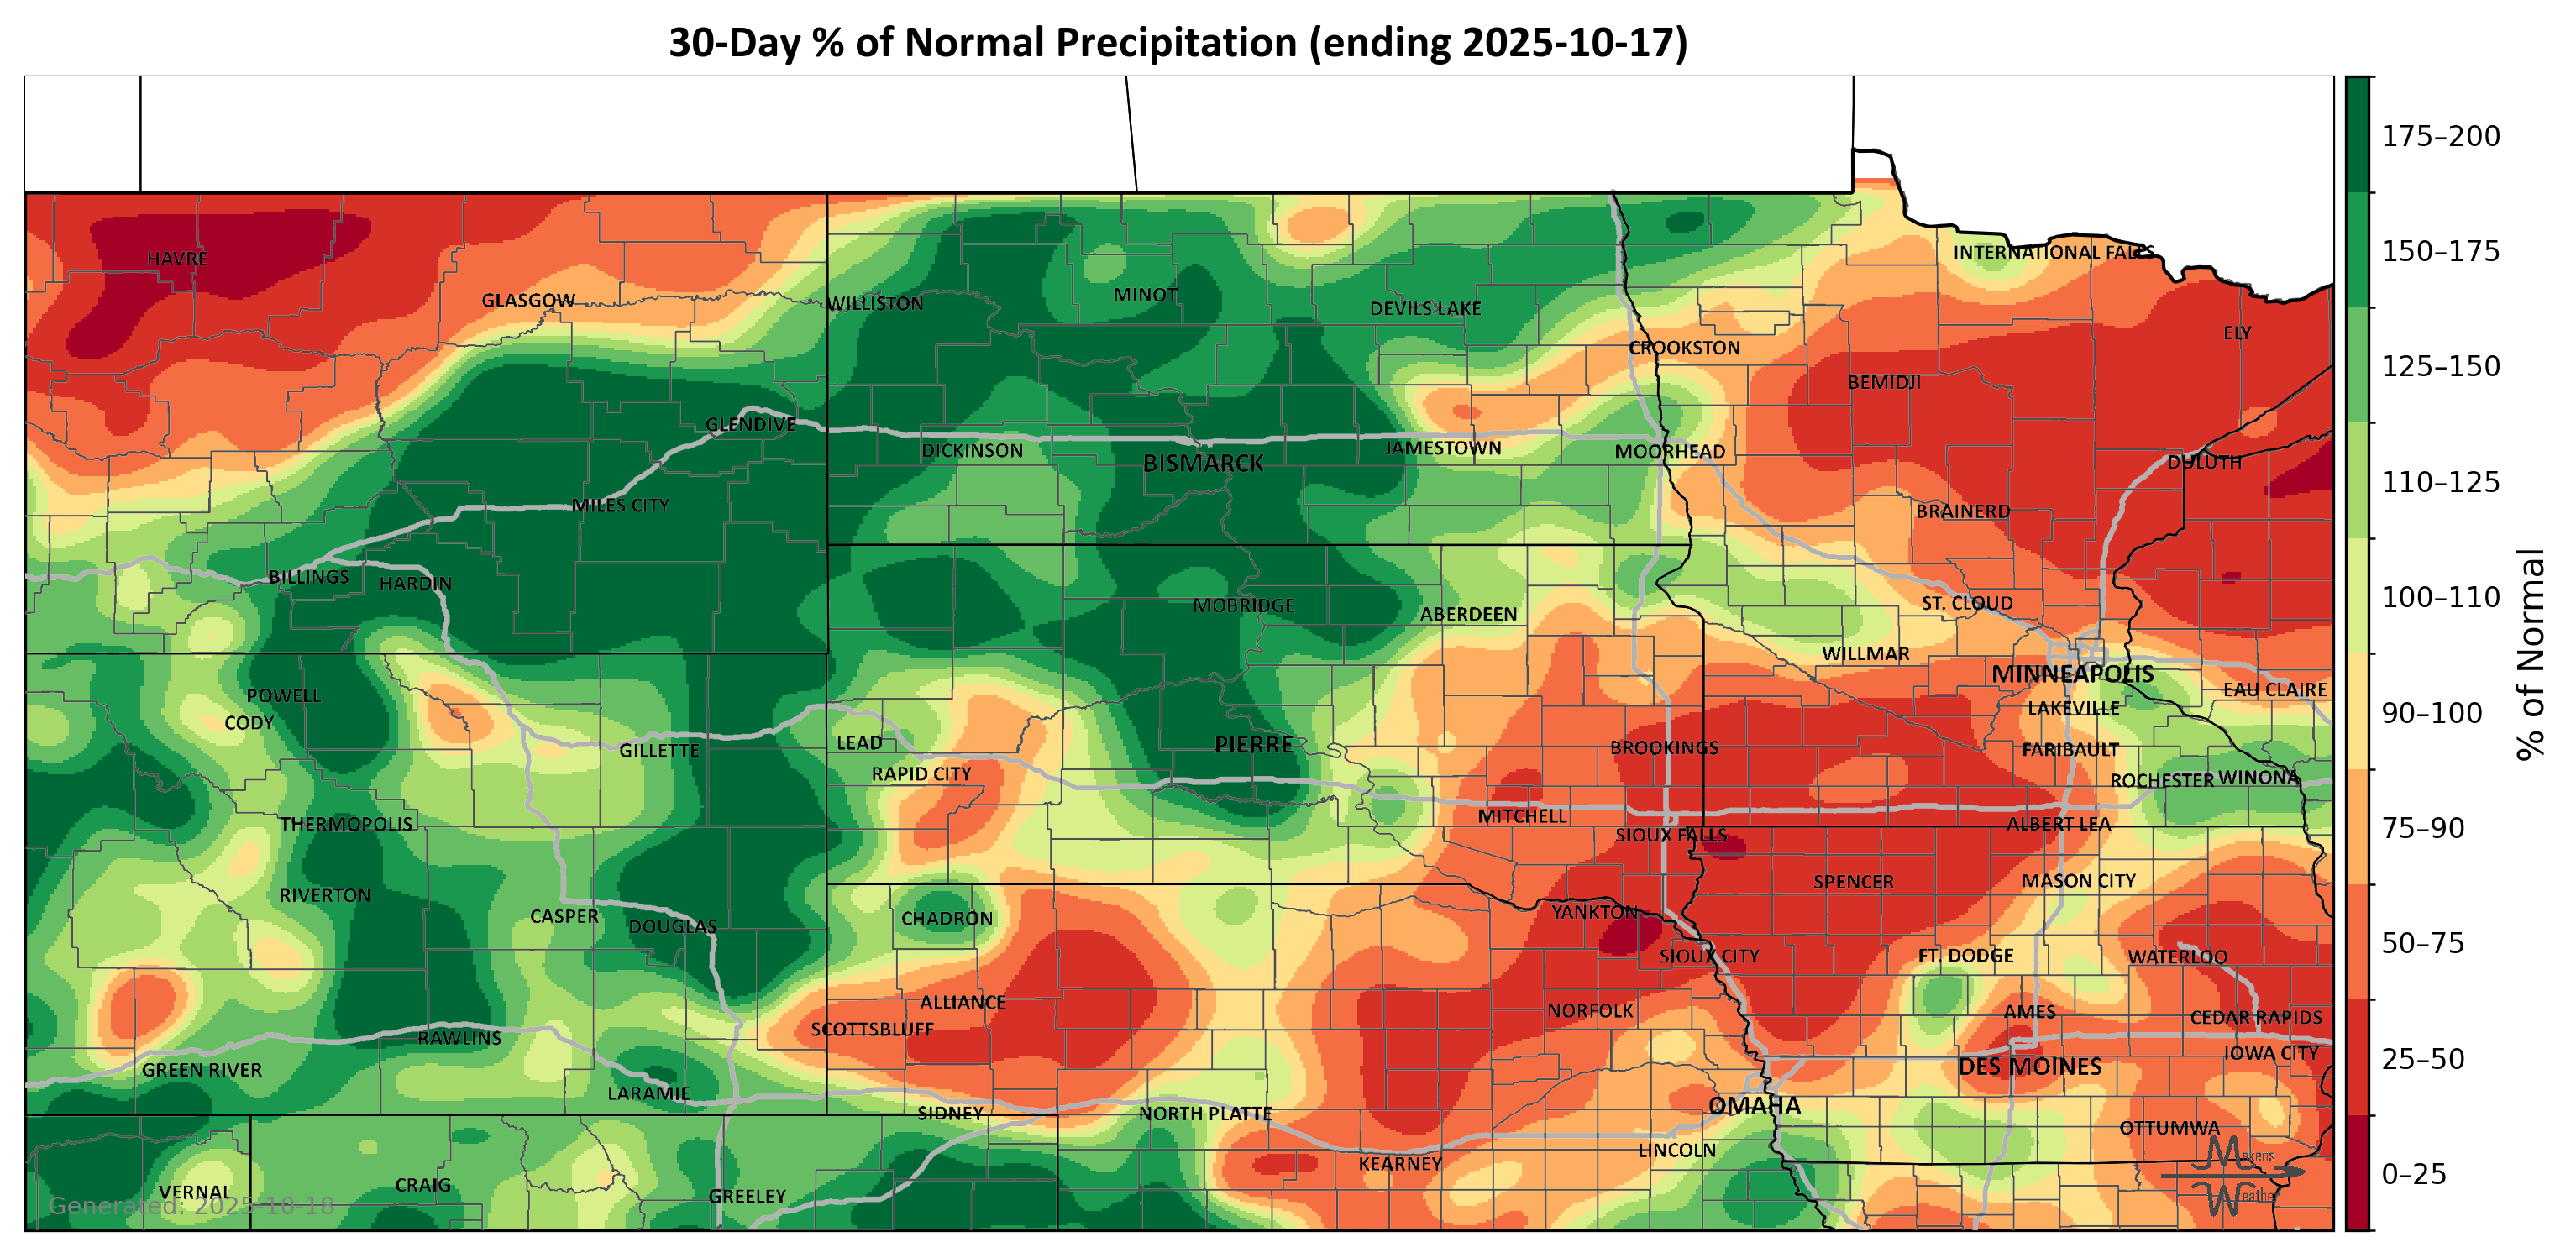 30-Day % of Normal Precipitation (ending 2025-10-17)
175–200
INTERNATIONAL FALLS
150–175
HAVRE
MINOT
GLASGOW
WILLISTON
DEVILS LAKE
ELY
CROOKSTON
125–150
BEMIDJI
GLENDIVE
DICKINSON
JAMESTOWN
MOORHEAD
BISMARCK
DULUTH
110–125
MILES CITY
BRAINERD
BILLINGS
HARDIN
100–110
MOBRIDGE
ABERDEEN
ST. CLOUD
WILLMAR
MINNEAPOLIS
EAU CLAIRE
% of Normal
POWELL
CODY
LAKEVILLE
90–100
GILLETTE
LEAD
PIERRE
BROOKINGS
FARIBAULT
RAPID CITY
ROCHESTER
WINONA
THERMOPOLIS
MITCHELL
SIOUX FALLS
ALBERT LEA
75–90
RIVERTON
SPENCER
MASON CITY
CASPER
DOUGLAS
CHADRON
YANKTON
SIOUX CITY
FT. DODGE
WATERLOO
50–75
ALLIANCE
NORFOLK
AMES
SCOTTSBLUFF
CEDAR RAPIDS
RAWLINS
GREEN RIVER
DES MOINES
IOWA CITY
25–50
LARAMIE
SIDNEY
NORTH PLATTE
OMAHA
OTTUMWA
LINCOLN
KEARNEY
Makens
Weather
VERNAL
CRAIG
GREELEY
0–25
Generated: 2025-10-18